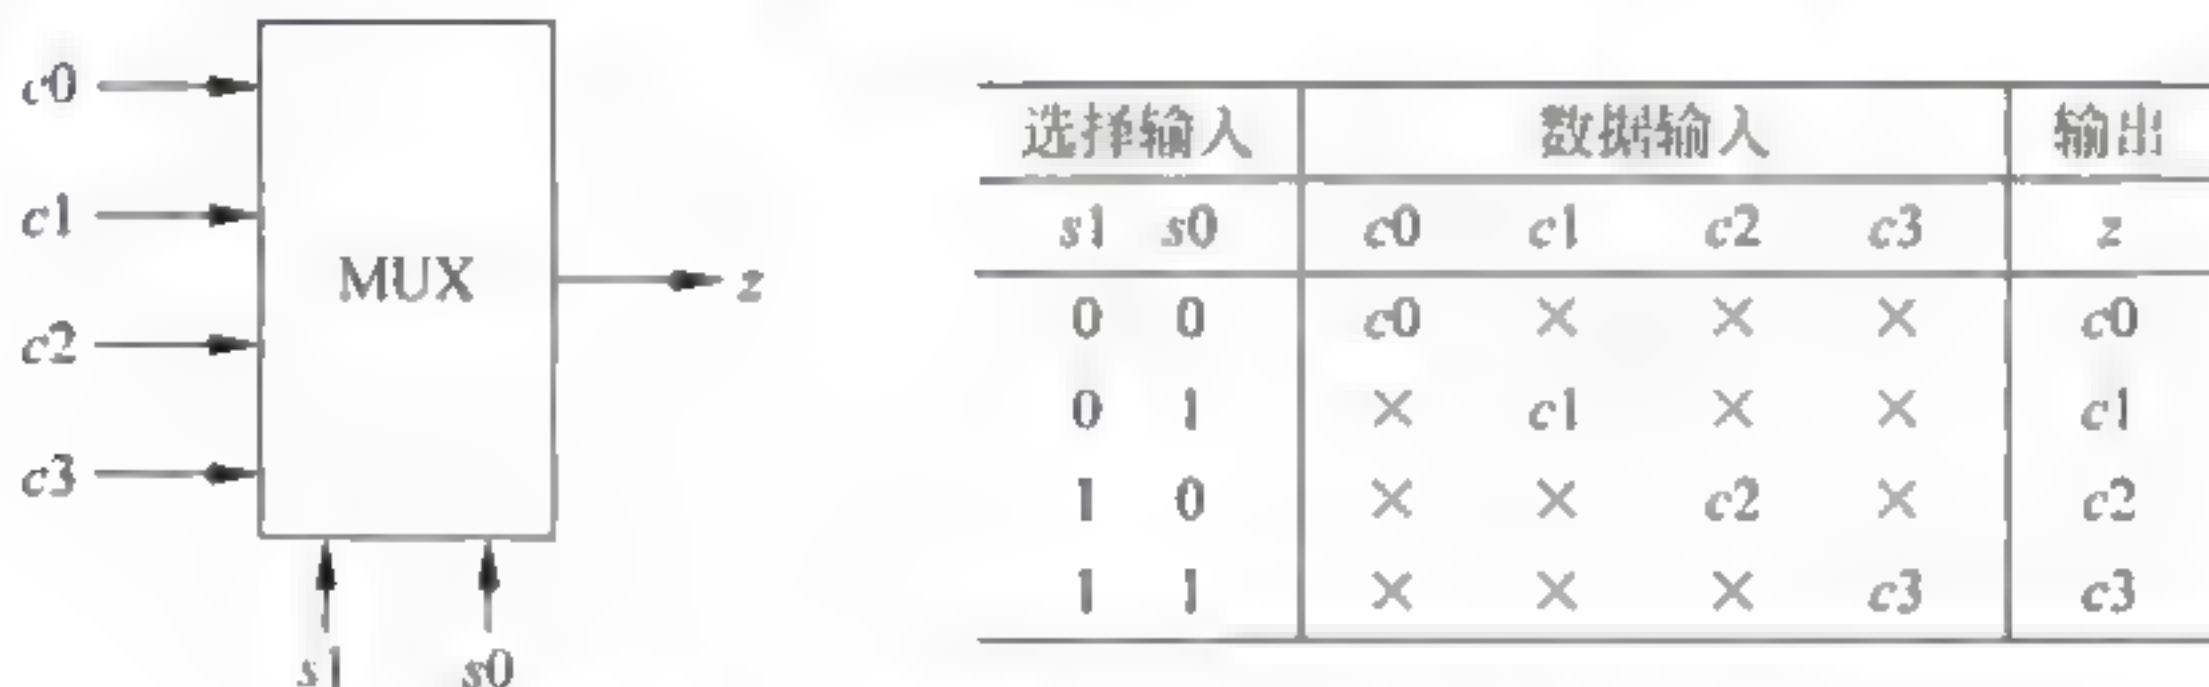 c0
c1
c2
c3
MUX
z
s1 s0
选择输入 数据输入 输出
s1 s0 c0 c1 c2 c3 z
0 0 c0 × × × c0
0 1 × c1 × × c1
1 0 × × c2 × c2
1 1 × × × c3 c3